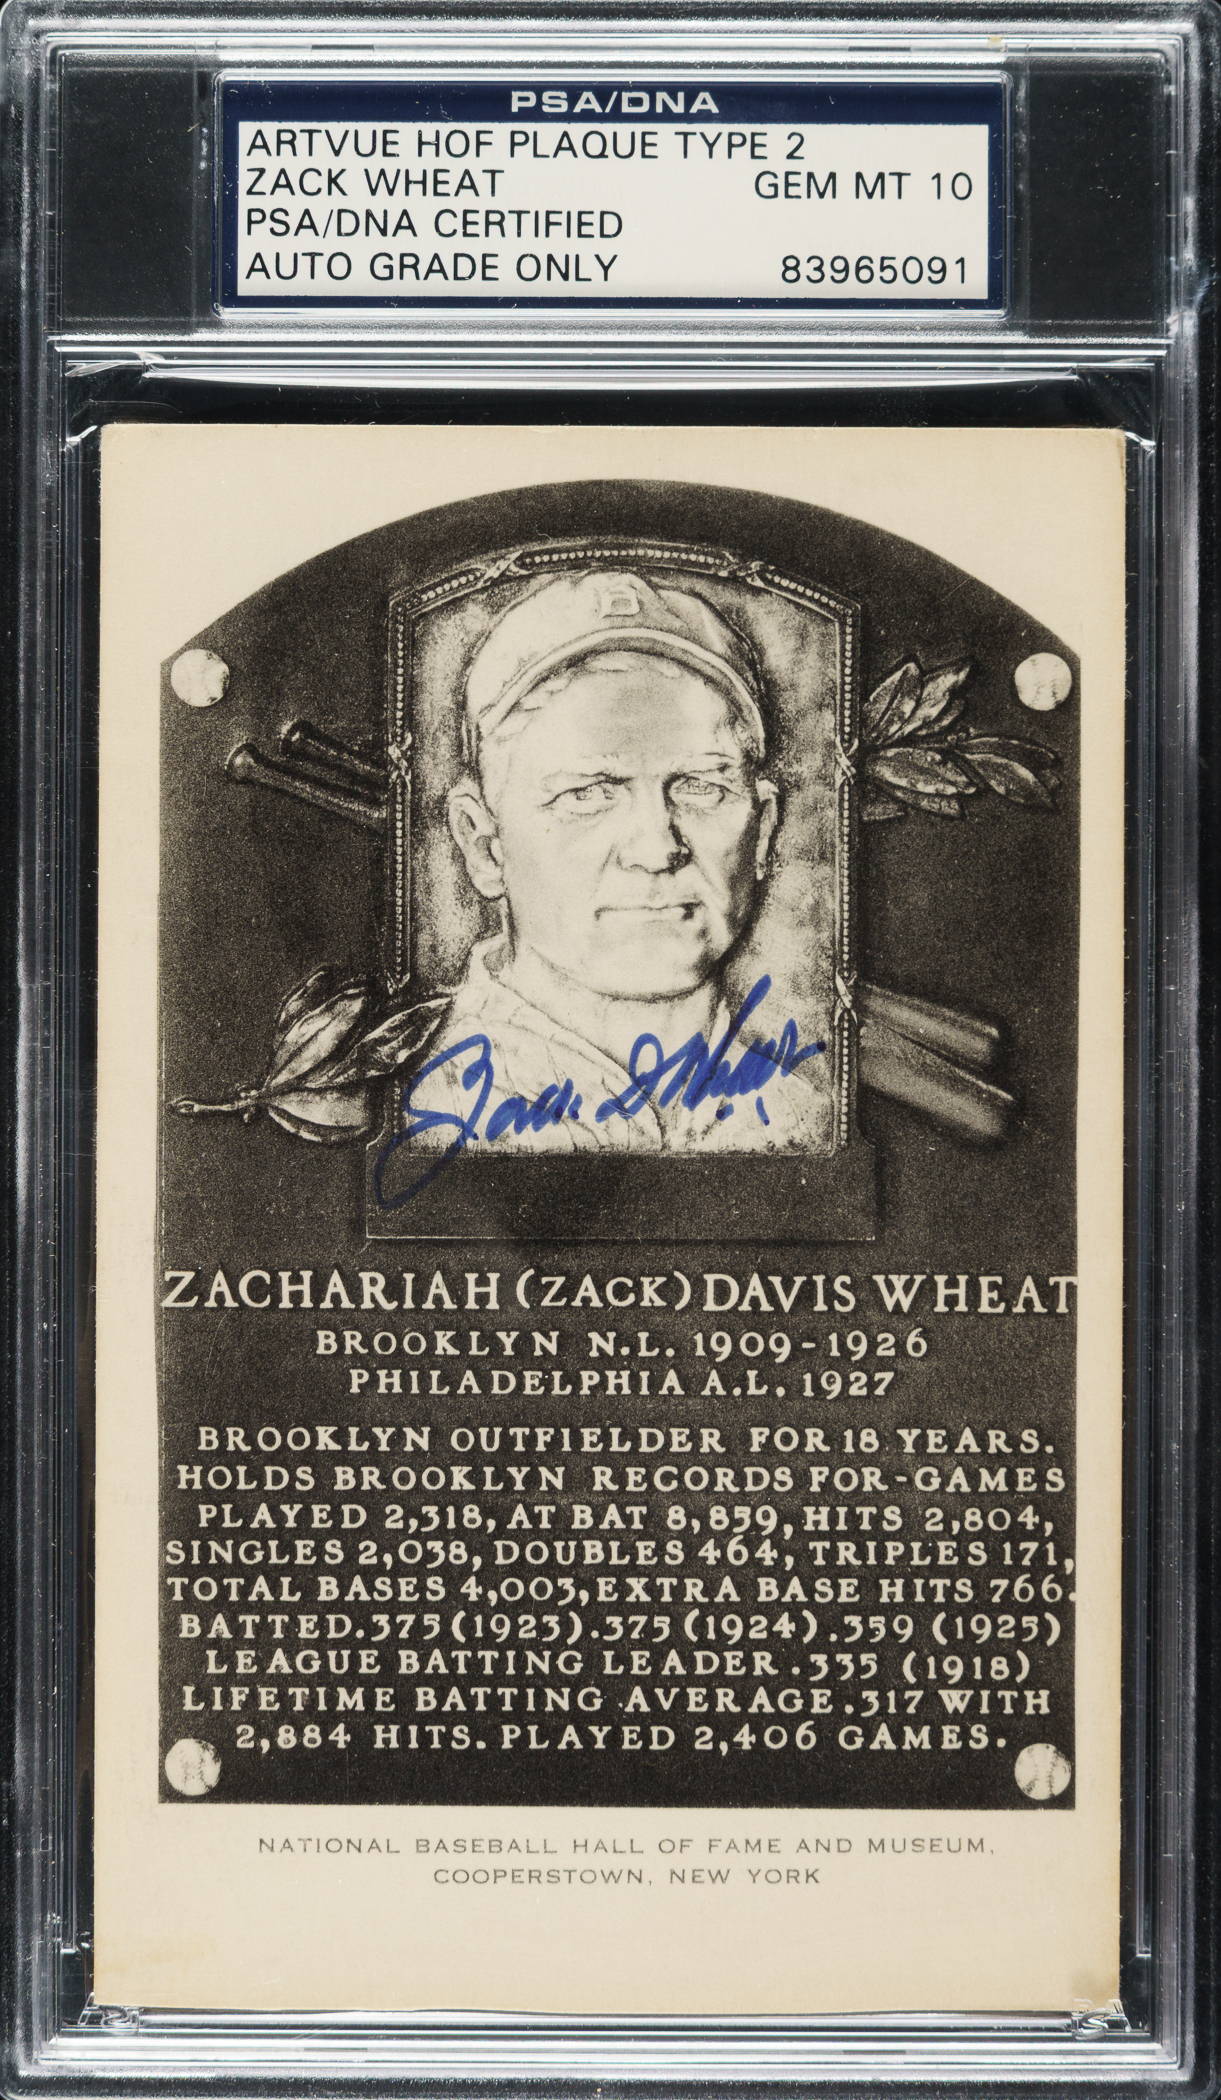 PSA/DNA
ARTVUE HOF PLAQUE TYPE 2
ZACK WHEAT GEM MT 10
PSA/DNA CERTIFIED
AUTO GRADE ONLY 83965091
B
Zack D Wheat
ZACHARIAH (ZACK) DAVIS WHEAT
BROOKLYN N.L. 1909-1926
PHILADELPHIA A.L. 1927
BROOKLYN OUTFIELDER FOR 18 YEARS.
HOLDS BROOKLYN RECORDS FOR-GAMES
PLAYED 2,318, AT BAT 8,859, HITS 2,804,
SINGLES 2,038, DOUBLES 464, TRIPLES 171,
TOTAL BASES 4,003, EXTRA BASE HITS 766.
BATTED .375 (1923) .375 (1924) .359 (1925)
LEAGUE BATTING LEADER .335 (1918)
LIFETIME BATTING AVERAGE .317 WITH
2,884 HITS. PLAYED 2,406 GAMES.
NATIONAL BASEBALL HALL OF FAME AND MUSEUM,
COOPERSTOWN, NEW YORK